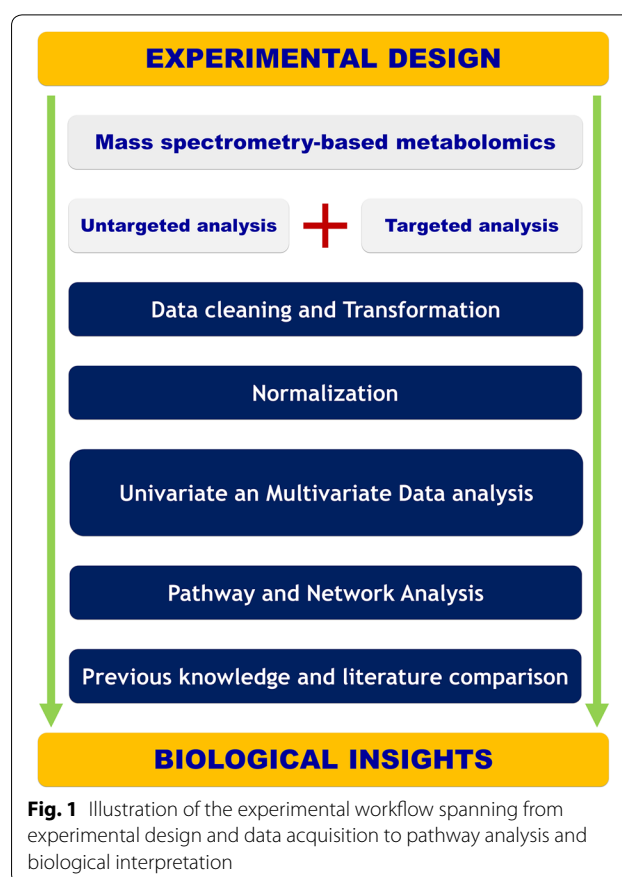 EXPERIMENTAL DESIGN
Mass spectrometry-based metabolomics
Untargeted analysis + Targeted analysis
Data cleaning and Transformation
Normalization
Univariate an Multivariate Data analysis
Pathway and Network Analysis
Previous knowledge and literature comparison
BIOLOGICAL INSIGHTS
Fig. 1 Illustration of the experimental workflow spanning from
experimental design and data acquisition to pathway analysis and
biological interpretation